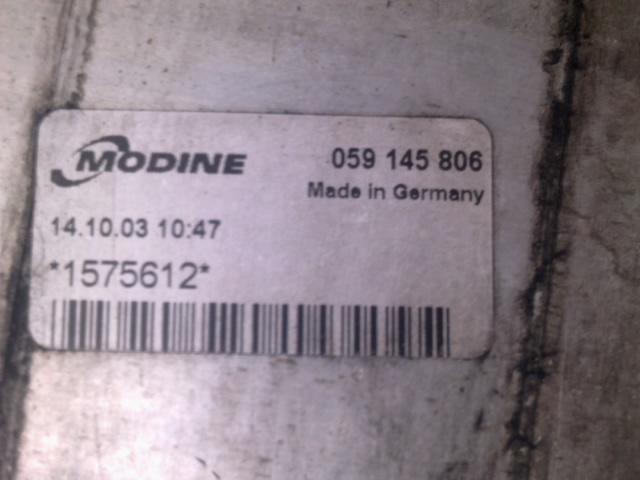 MODINE 059 145 806
Made in Germany
14.10.03 10:47
*1575612*